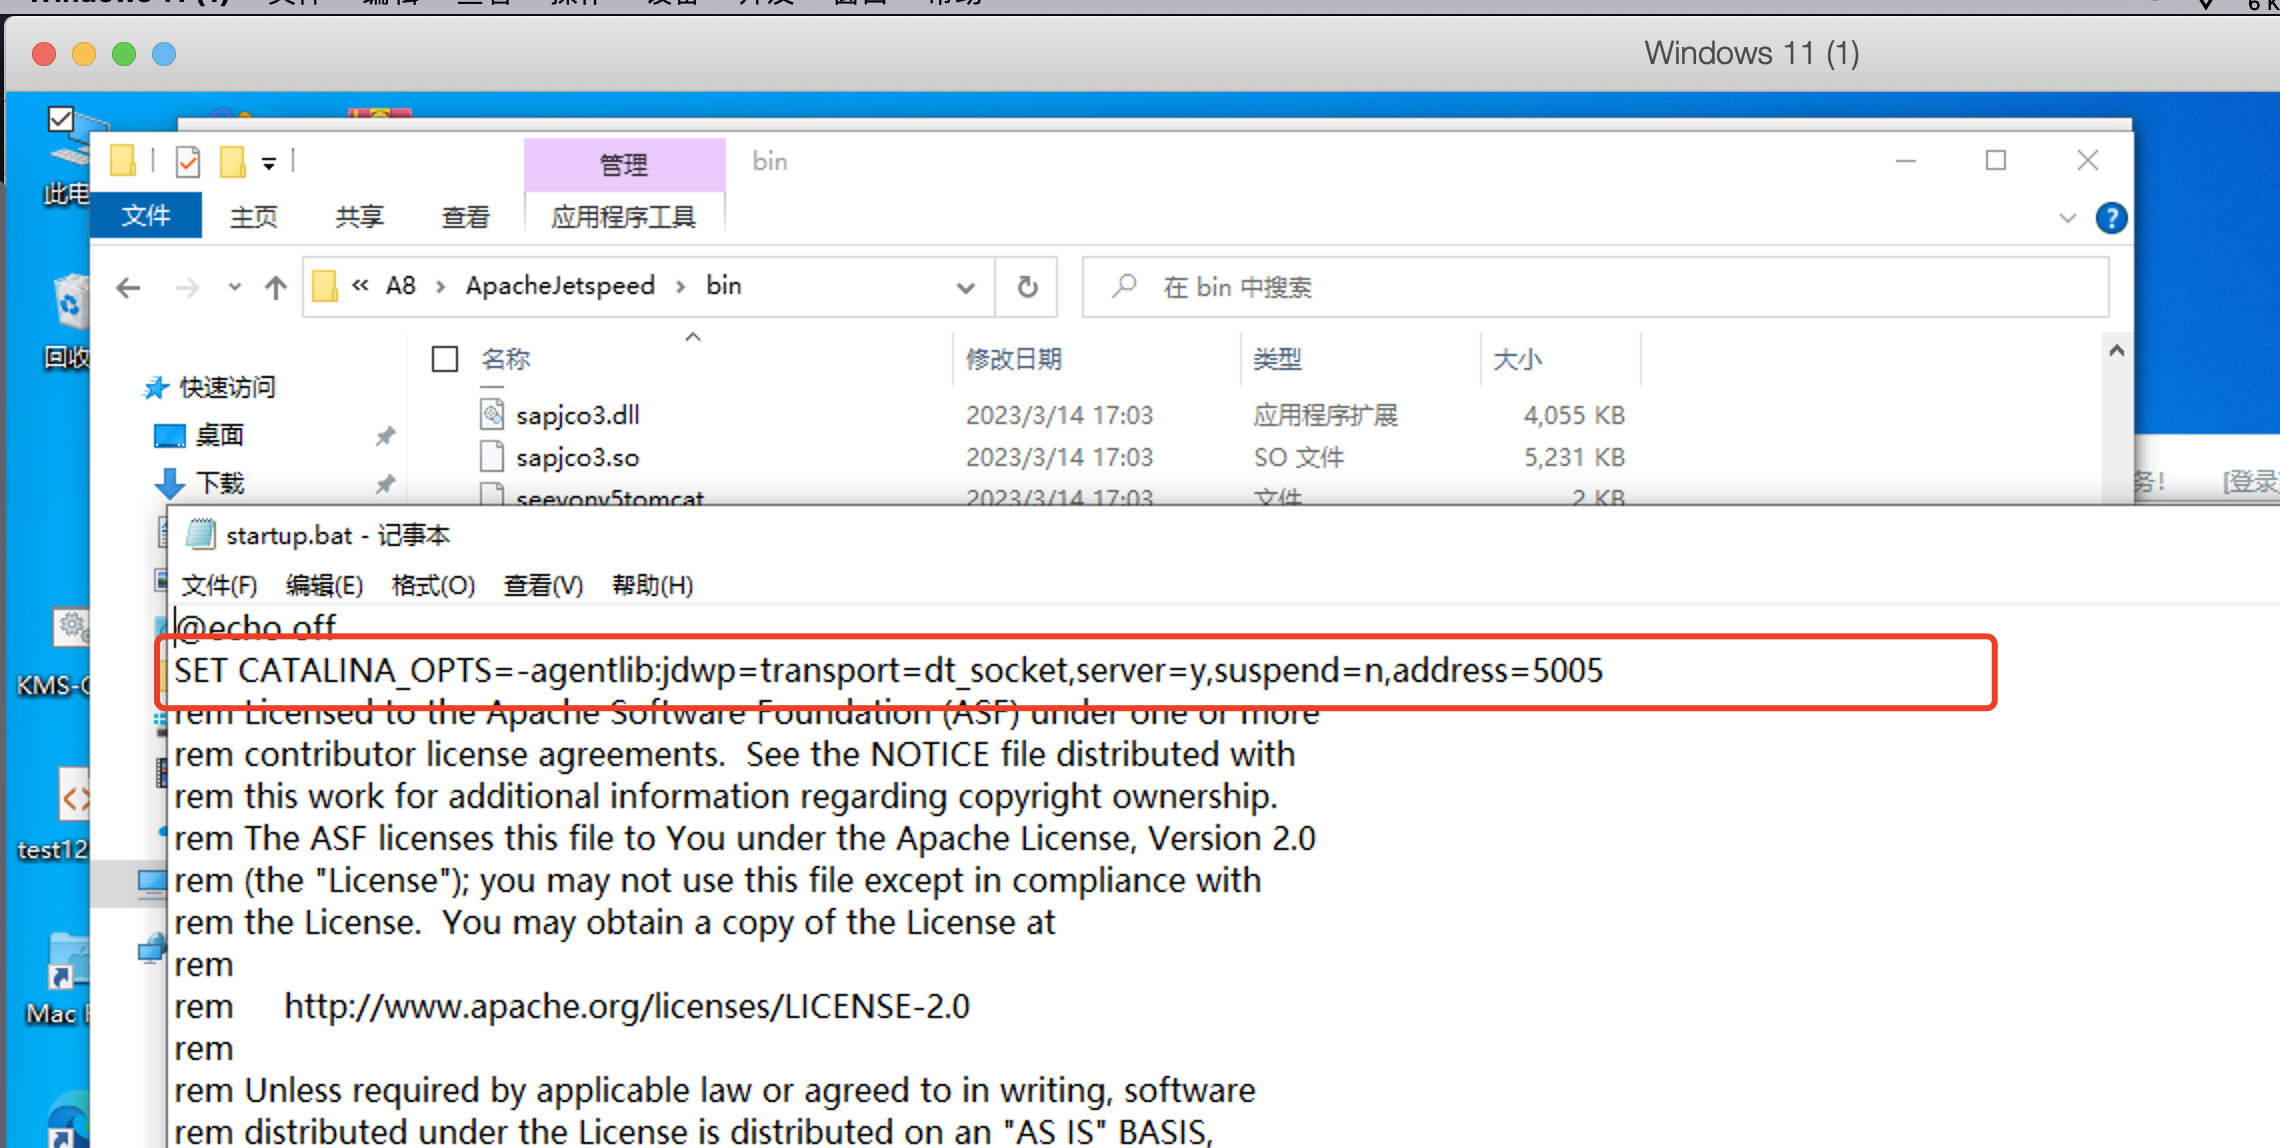 Windows 11 (1)
此电
管理
bin
文件 主页 共享 查看 应用程序工具
« A8 › ApacheJetspeed › bin
在 bin 中搜索
回收
名称 修改日期 类型 大小
快速访问
桌面
下载
sapjco3.dll 2023/3/14 17:03 应用程序扩展 4,055 KB
sapjco3.so 2023/3/14 17:03 SO 文件 5,231 KB
seeyonv5tomcat 2023/3/14 17:03 文件 2 KB
务! [登录
startup.bat - 记事本
文件(F) 编辑(E) 格式(O) 查看(V) 帮助(H)
@echo off
SET CATALINA_OPTS=-agentlib:jdwp=transport=dt_socket,server=y,suspend=n,address=5005
rem Licensed to the Apache Software Foundation (ASF) under one or more
rem contributor license agreements.  See the NOTICE file distributed with
rem this work for additional information regarding copyright ownership.
rem The ASF licenses this file to You under the Apache License, Version 2.0
rem (the "License"); you may not use this file except in compliance with
rem the License.  You may obtain a copy of the License at
rem
rem     http://www.apache.org/licenses/LICENSE-2.0
rem
rem Unless required by applicable law or agreed to in writing, software
rem distributed under the License is distributed on an "AS IS" BASIS,
KMS-
test12
Mac